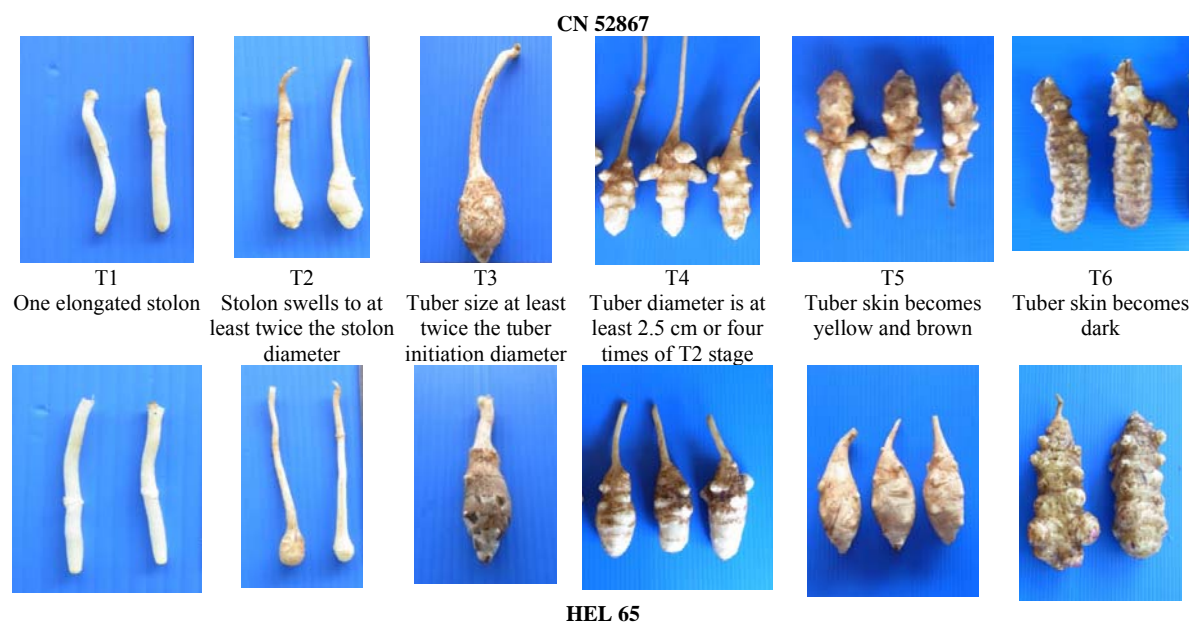 CN 52867
T1
One elongated stolon
T2
Stolon swells to at
least twice the stolon
diameter
T3
Tuber size at least
twice the tuber
initiation diameter
T4
Tuber diameter is at
least 2.5 cm or four
times of T2 stage
T5
Tuber skin becomes
yellow and brown
T6
Tuber skin becomes
dark
HEL 65